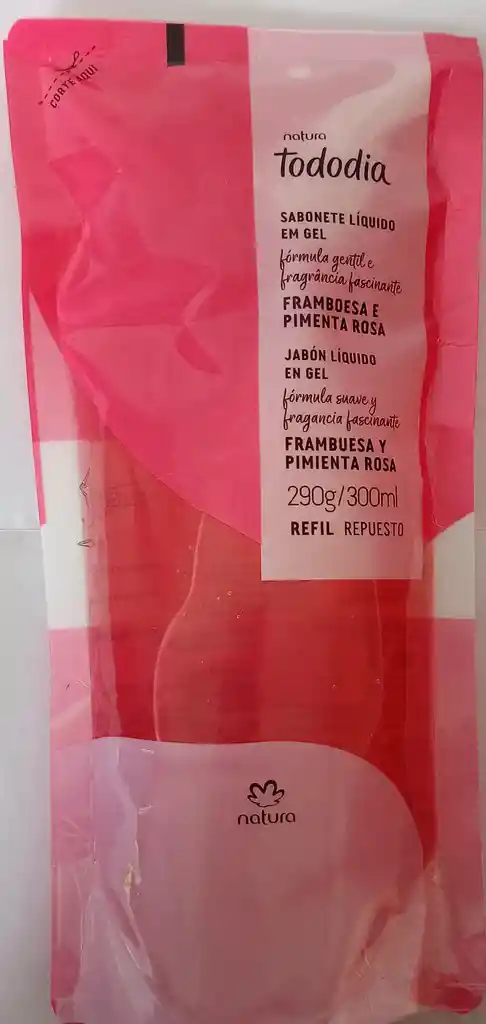 CORTE AQUI
natura
tododia
SABONETE LÍQUIDO
EM GEL
fórmula gentil e
fragrância fascinante
FRAMBOESA E
PIMENTA ROSA
JABÓN LÍQUIDO
EN GEL
fórmula suave y
fragancia fascinante
FRAMBUESA Y
PIMIENTA ROSA
290g/300ml
REFIL REPUESTO
natura